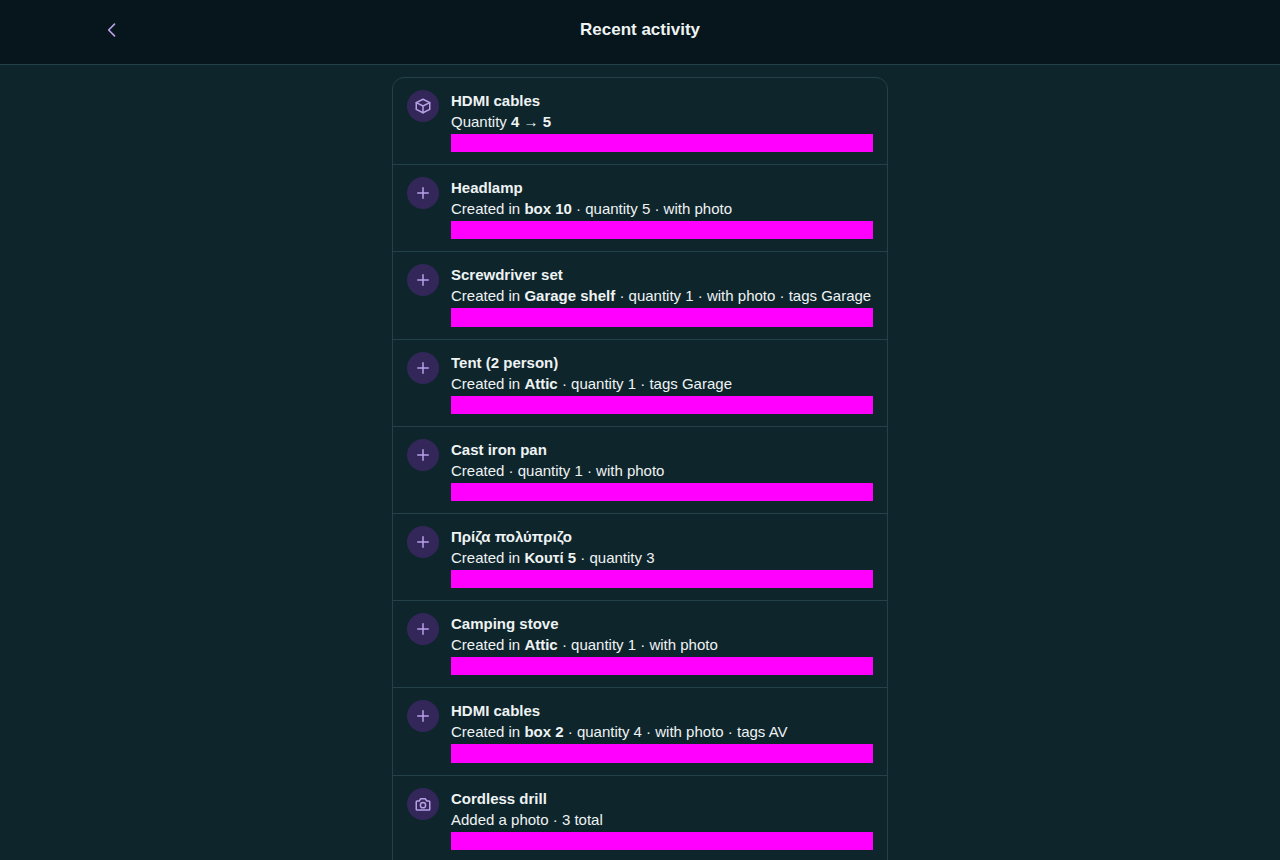 Recent activity
HDMI cables
Quantity 4 → 5
Headlamp
Created in box 10 · quantity 5 · with photo
Screwdriver set
Created in Garage shelf · quantity 1 · with photo · tags Garage
Tent (2 person)
Created in Attic · quantity 1 · tags Garage
Cast iron pan
Created · quantity 1 · with photo
Πρίζα πολύπριζο
Created in Κουτί 5 · quantity 3
Camping stove
Created in Attic · quantity 1 · with photo
HDMI cables
Created in box 2 · quantity 4 · with photo · tags AV
Cordless drill
Added a photo · 3 total